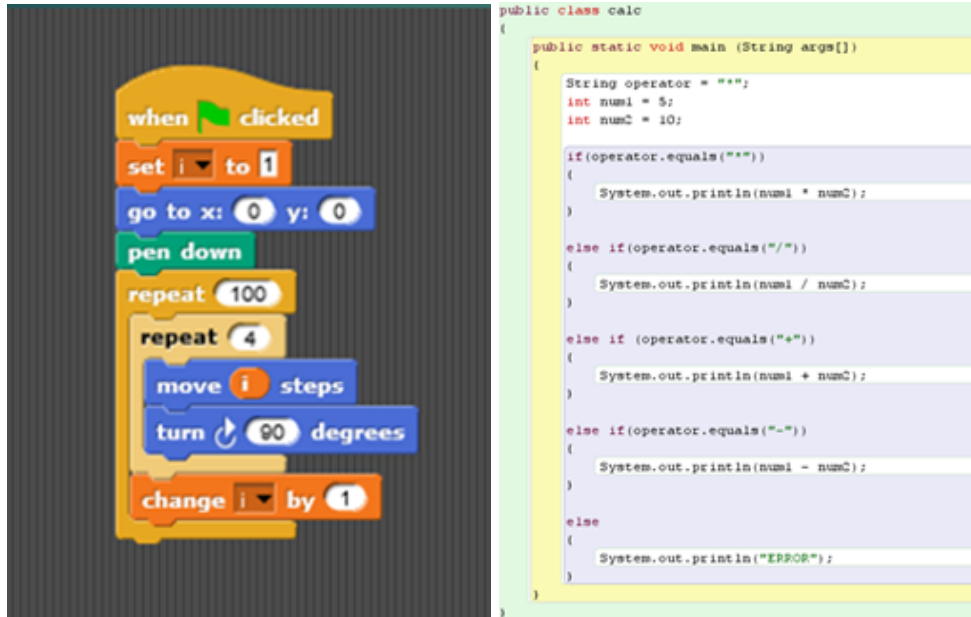 when clicked
set i to 1
go to x: 0 y: 0
pen down
repeat 100
repeat 4
move i steps
turn 90 degrees
change i by 1
public class calc
{
public static void main (String args[])
{
String operator = "*";
int num1 = 5;
int num2 = 10;
if(operator.equals("*"))
{
System.out.println(num1 * num2);
}
else if(operator.equals("/"))
{
System.out.println(num1 / num2);
}
else if (operator.equals("+"))
{
System.out.println(num1 + num2);
}
else if(operator.equals("-"))
{
System.out.println(num1 - num2);
}
else
{
System.out.println("ERROR");
}
}
}